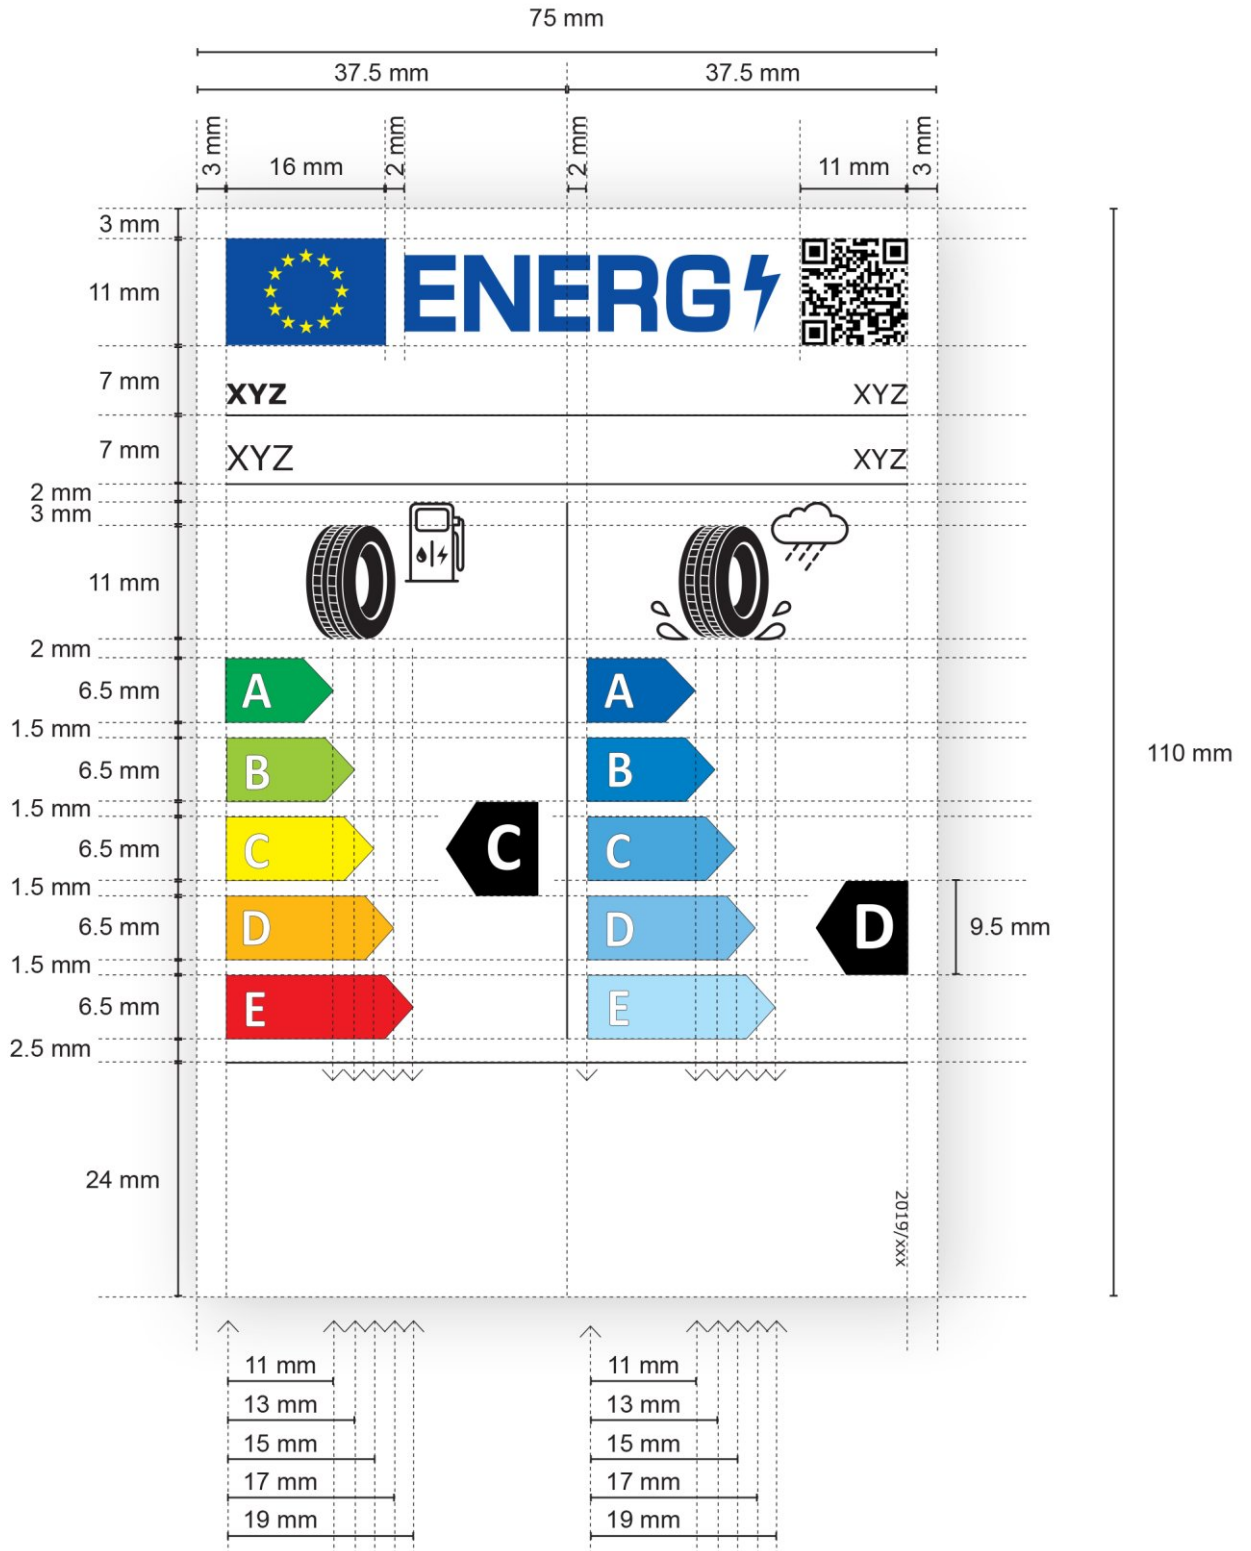 75 mm
37.5 mm 37.5 mm
3 mm 16 mm 2 mm 2 mm 11 mm 3 mm
3 mm
11 mm ENERG
7 mm XYZ XYZ
7 mm XYZ XYZ
2 mm
3 mm
11 mm
2 mm
6.5 mm A A
1.5 mm
110 mm
6.5 mm B B
1.5 mm
6.5 mm C C C
1.5 mm
6.5 mm D D D 9.5 mm
1.5 mm
6.5 mm E E
2.5 mm
24 mm
2019/xxx
11 mm 11 mm
13 mm 13 mm
15 mm 15 mm
17 mm 17 mm
19 mm 19 mm